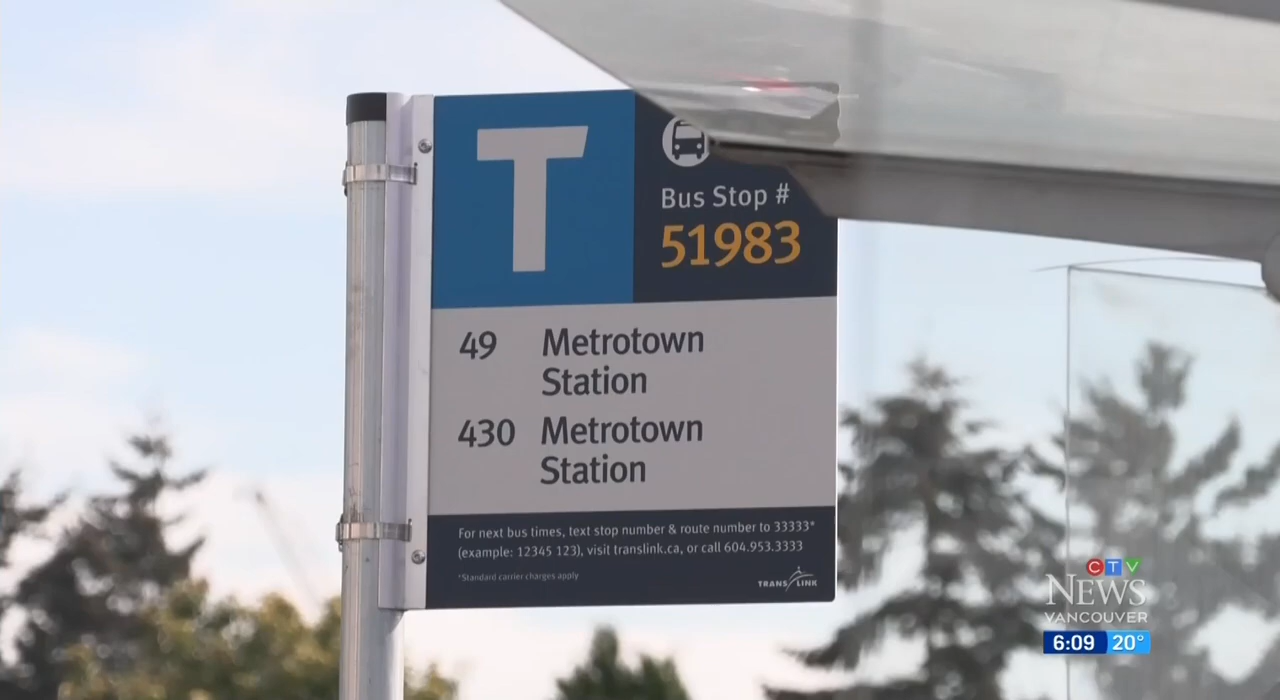 T
Bus Stop #
51983
49 Metrotown
Station
430 Metrotown
Station
For next bus times, text stop number & route number to 33333*
(example: 12345 123), visit translink.ca, or call 604.953.3333
*Standard carrier charges apply
TRANSLINK
CTV
NEWS
VANCOUVER
6:09 20°